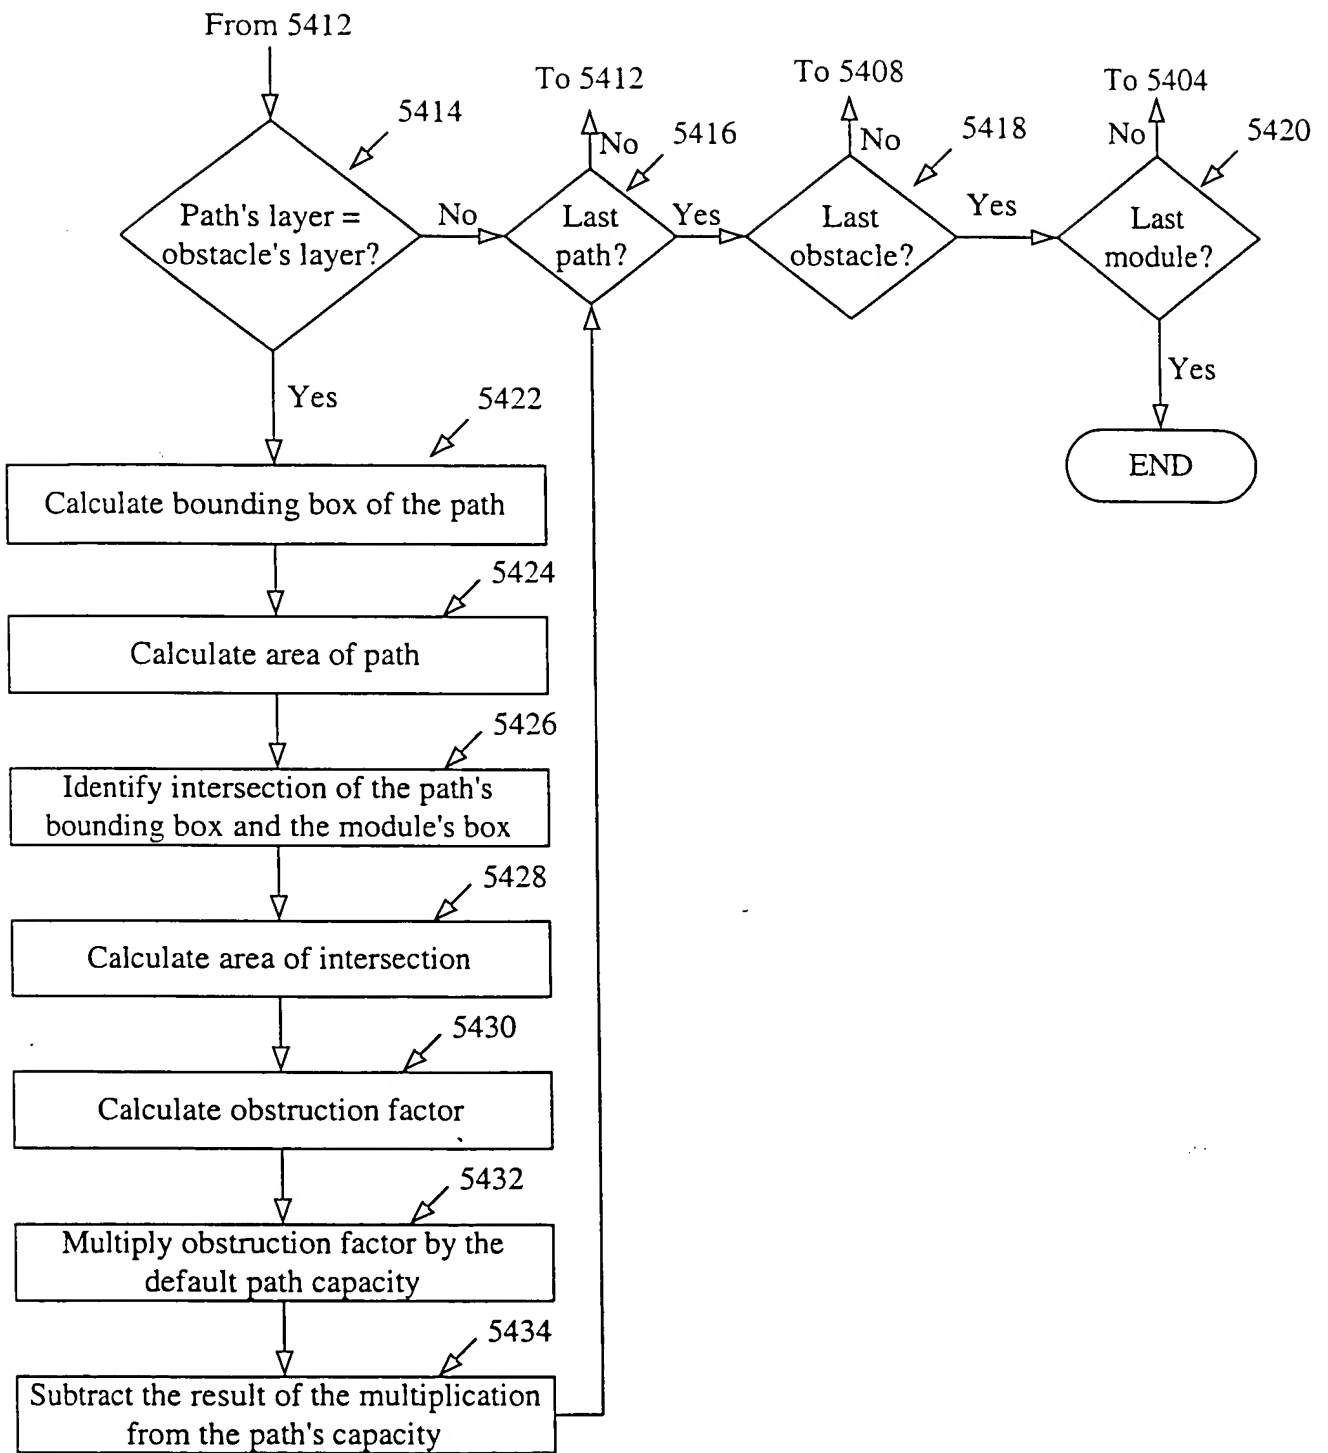 From 5412
To 5412
To 5408
To 5404
5414
5416
5418
5420
No
No
No
Path's layer =
obstacle's layer?
No
Last
path?
Yes
Last
obstacle?
Yes
Last
module?
Yes
Yes
END
5422
Calculate bounding box of the path
5424
Calculate area of path
5426
Identify intersection of the path's
bounding box and the module's box
5428
Calculate area of intersection
5430
Calculate obstruction factor
5432
Multiply obstruction factor by the
default path capacity
5434
Subtract the result of the multiplication
from the path's capacity